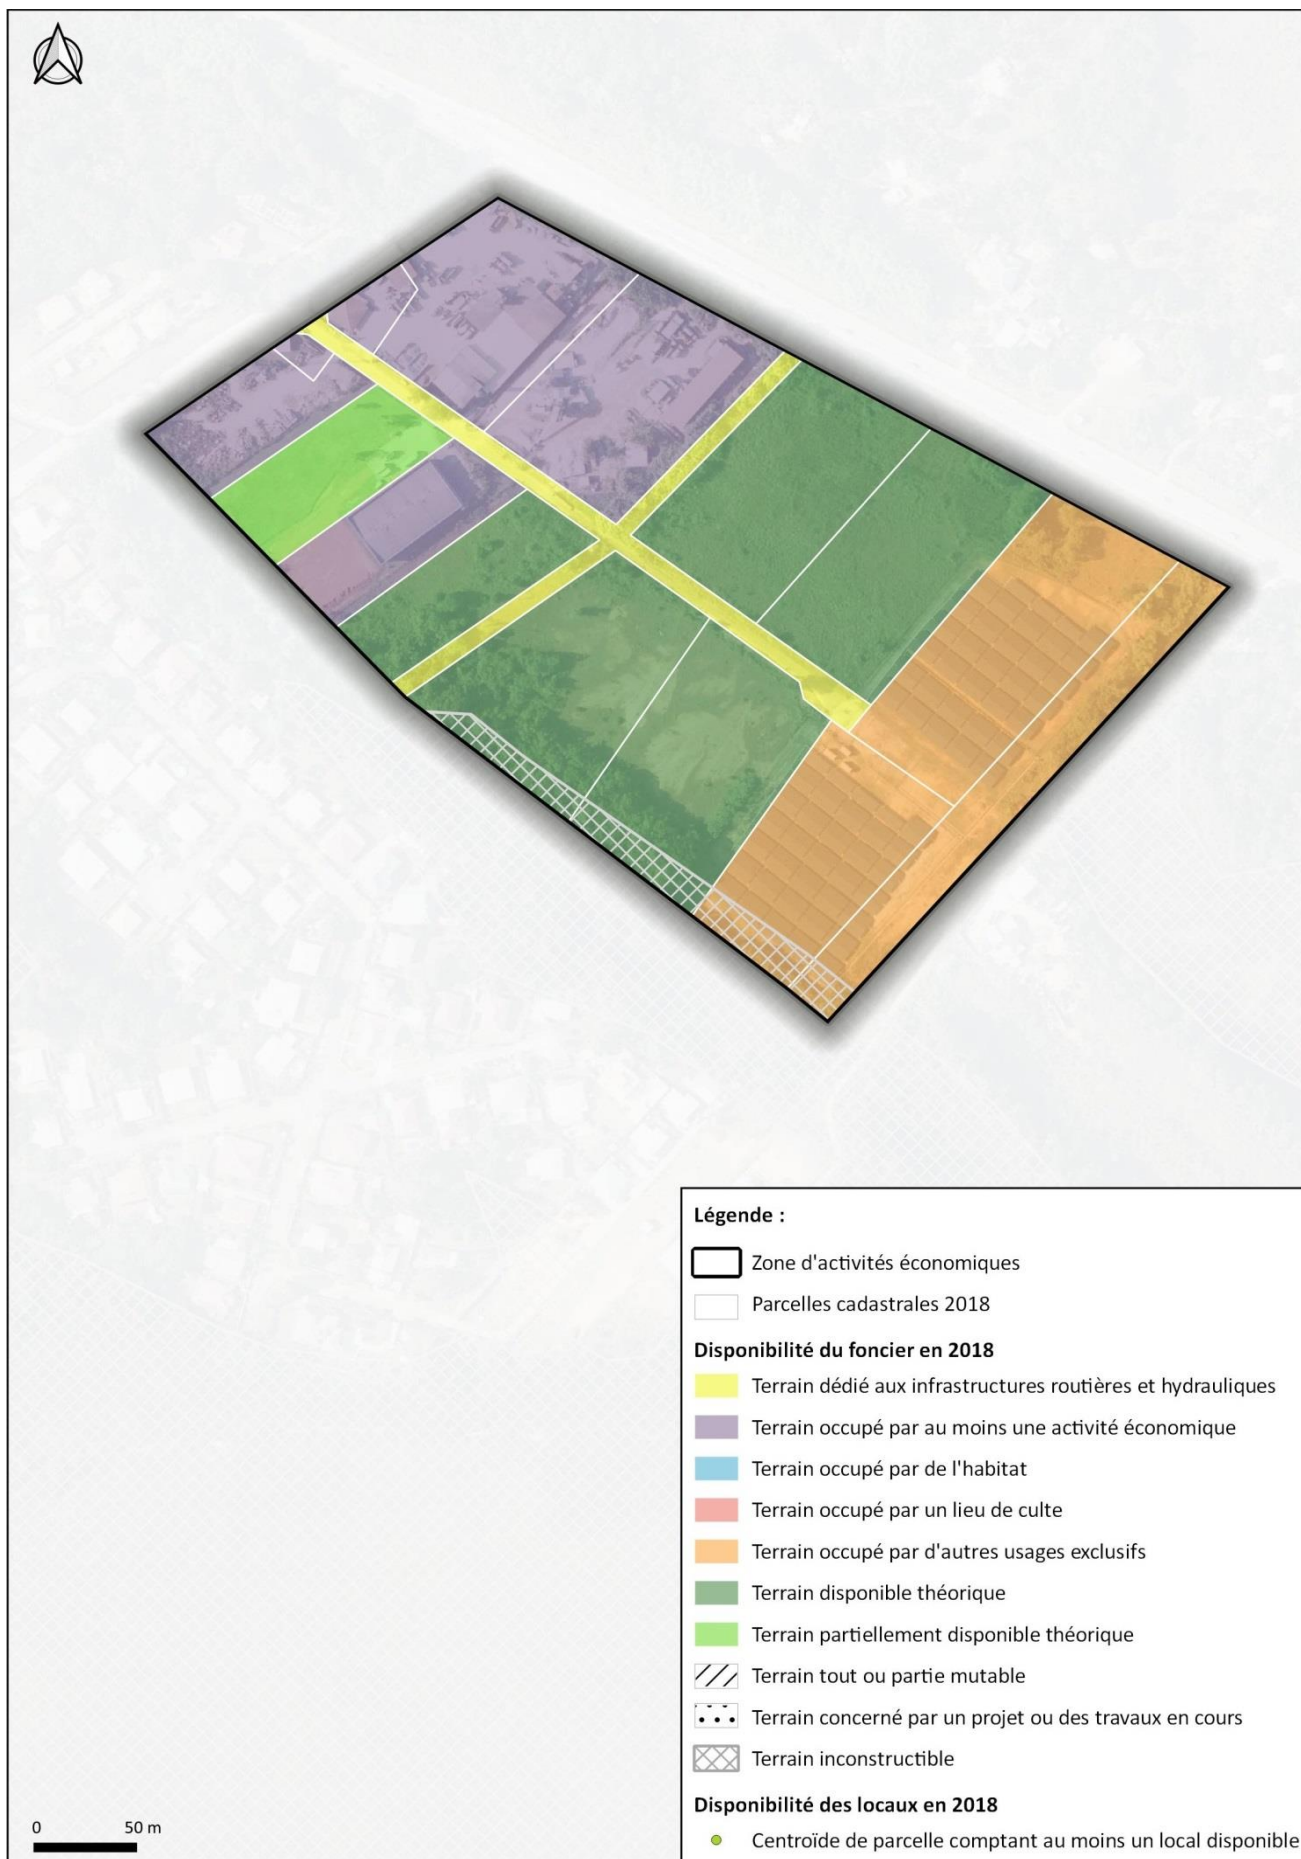 Légende :
Zone d'activités économiques
Parcelles cadastrales 2018
Disponibilité du foncier en 2018
Terrain dédié aux infrastructures routières et hydrauliques
Terrain occupé par au moins une activité économique
Terrain occupé par de l'habitat
Terrain occupé par un lieu de culte
Terrain occupé par d'autres usages exclusifs
Terrain disponible théorique
Terrain partiellement disponible théorique
Terrain tout ou partie mutable
Terrain concerné par un projet ou des travaux en cours
Terrain inconstructible
Disponibilité des locaux en 2018
Centroïde de parcelle comptant au moins un local disponible
0 50 m